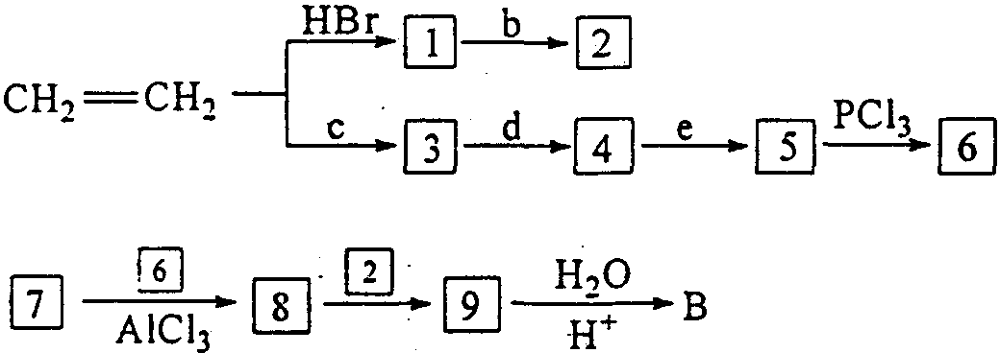 HBr 1 b 2
CH₂=CH₂
c 3 d 4 e 5 PCl₃ 6
7 6 AlCl₃ 8 2 9 H₂O H⁺ B